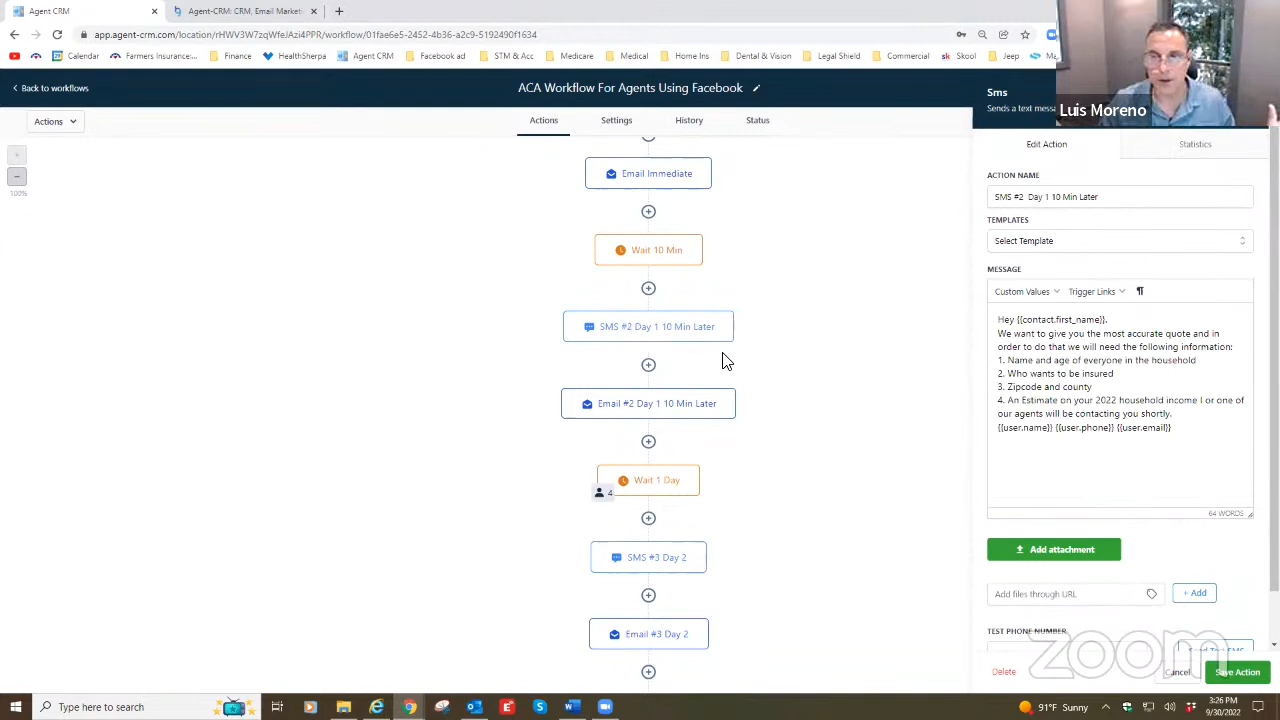 Agent CRM
Agent-CRM: CRM, Email Market
app.agent-crm.com/location/rHWV3W7zqWfeJAzi4PPR/workflow/01fae6e5-2452-4b36-a2c9-5192490f1634
Calendar
Farmers Insurance:...
Finance
HealthSherpa
Agent CRM
Facebook ad
STM & Acc
Medicare
Medical
Home Ins
Dental & Vision
Legal Shield
Commercial
sk Skool
Jeep
Back to workflows
ACA Workflow For Agents Using Facebook
Sms
Sends a text messa
Luis Moreno
Actions
Actions
Settings
History
Status
100%
Email Immediate
Wait 10 Min
SMS #2 Day 1 10 Min Later
Email #2 Day 1 10 Min Later
Wait 1 Day
4
SMS #3 Day 2
Email #3 Day 2
Edit Action
Statistics
ACTION NAME
SMS #2 Day 1 10 Min Later
TEMPLATES
Select Template
MESSAGE
Custom Values
Trigger Links
Hey {{contact.first_name}},
We want to give you the most accurate quote and in
order to do that we will need the following information:
1. Name and age of everyone in the household
2. Who wants to be insured
3. Zipcode and county
4. An Estimate on your 2022 household income I or one of
our agents will be contacting you shortly.
{{user.name}} {{user.phone}} {{user.email}}
64 WORDS
Add attachment
Add files through URL
+ Add
TEST PHONE NUMBER
Send Test SMS
zoom
Delete
Cancel
Save Action
Type here to search
91°F Sunny
3:26 PM
9/30/2022